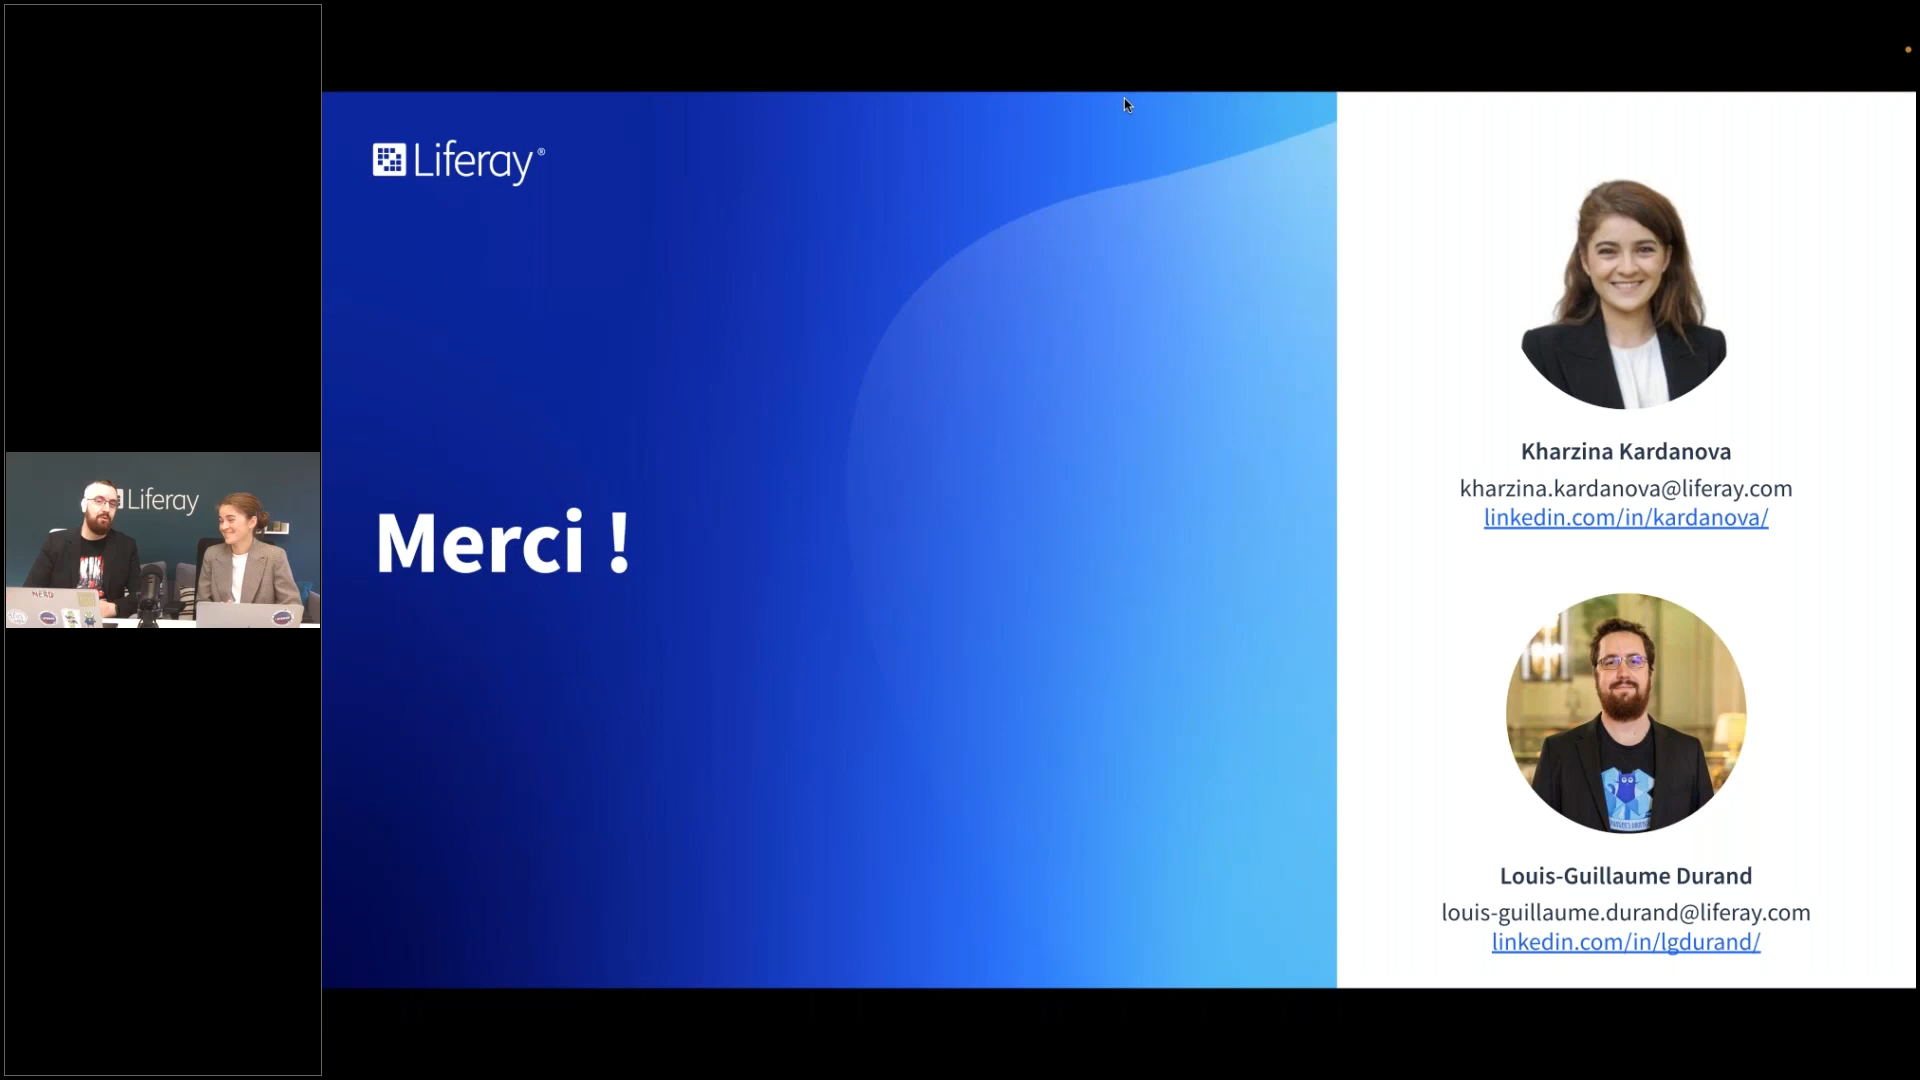 Liferay
NERD
Liferay®
Merci !
Kharzina Kardanova
kharzina.kardanova@liferay.com
linkedin.com/in/kardanova/
Louis-Guillaume Durand
louis-guillaume.durand@liferay.com
linkedin.com/in/lgdurand/